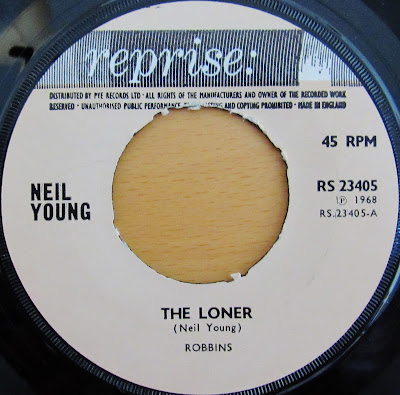 reprise:
DISTRIBUTED BY PYE RECORDS LTD · ALL RIGHTS OF THE MANUFACTURERS AND OWNER OF THE RECORDED WORK
RESERVED · UNAUTHORISED PUBLIC PERFORMANCE AND COPYING PROHIBITED · MADE IN ENGLAND
45 RPM
NEIL
YOUNG
RS 23405
Ⓟ 1968
RS.23405-A
THE LONER
(Neil Young)
ROBBINS